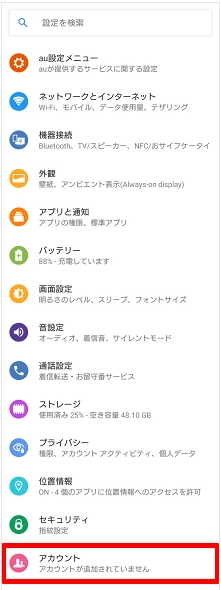 設定を検索
au設定メニュー
auが提供するサービスに関する設定
ネットワークとインターネット
Wi-Fi、モバイル、データ使用量、テザリング
機器接続
Bluetooth、TV/スピーカー、NFC/おサイフケータイ
外観
壁紙、アンビエント表示(Always-on display)
アプリと通知
アプリの権限、標準アプリ
バッテリー
88% - 充電しています
画面設定
明るさのレベル、スリープ、フォントサイズ
音設定
オーディオ、着信音、サイレントモード
通話設定
着信転送・お留守番サービス
ストレージ
使用済み 25% - 空き容量 48.10 GB
プライバシー
権限、アカウント アクティビティ、個人データ
位置情報
ON - 4 個のアプリに位置情報へのアクセスを許可
セキュリティ
指紋設定
アカウント
アカウントが追加されていません